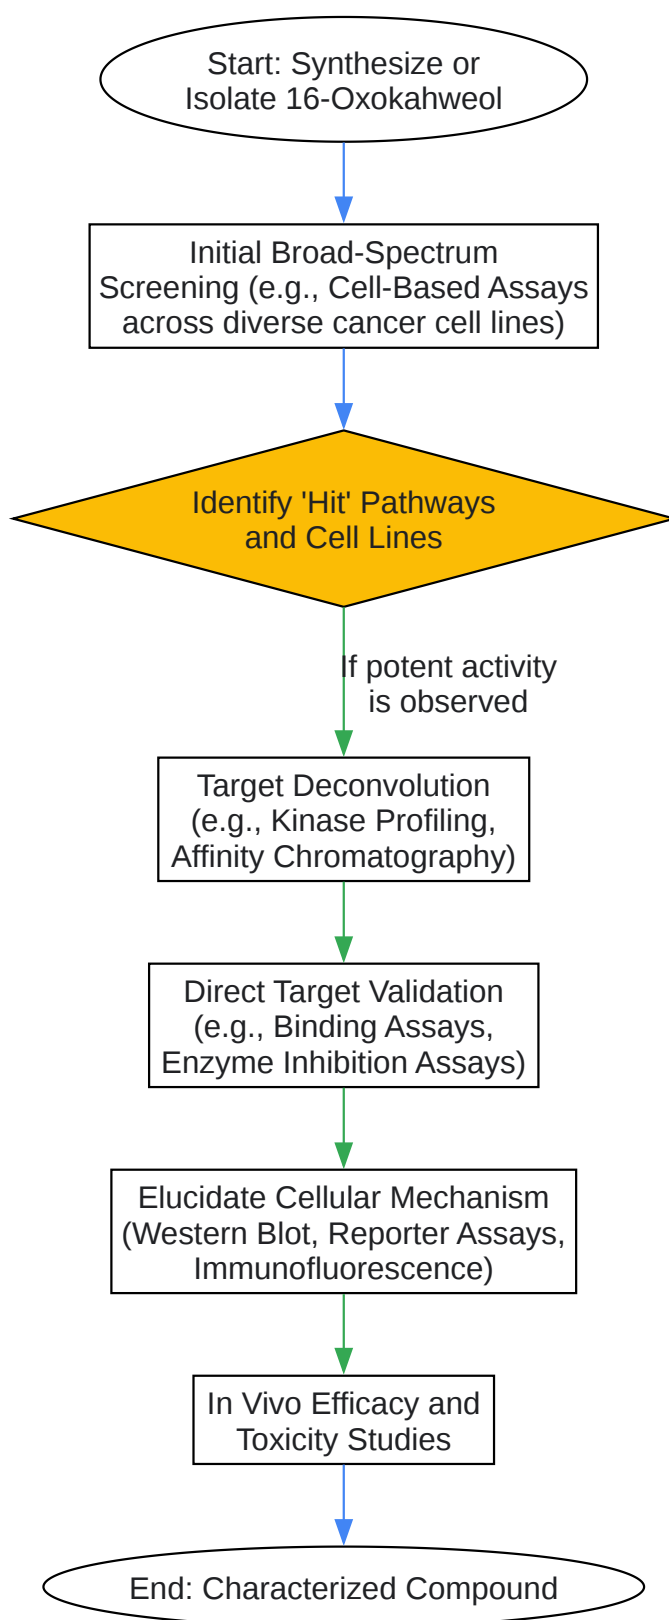 Start: Synthesize or
Isolate 16-Oxokahweol
Initial Broad-Spectrum
Screening (e.g., Cell-Based Assays
across diverse cancer cell lines)
Identify 'Hit' Pathways
and Cell Lines
If potent activity
is observed
Target Deconvolution
(e.g., Kinase Profiling,
Affinity Chromatography)
Direct Target Validation
(e.g., Binding Assays,
Enzyme Inhibition Assays)
Elucidate Cellular Mechanism
(Western Blot, Reporter Assays,
Immunofluorescence)
In Vivo Efficacy and
Toxicity Studies
End: Characterized Compound